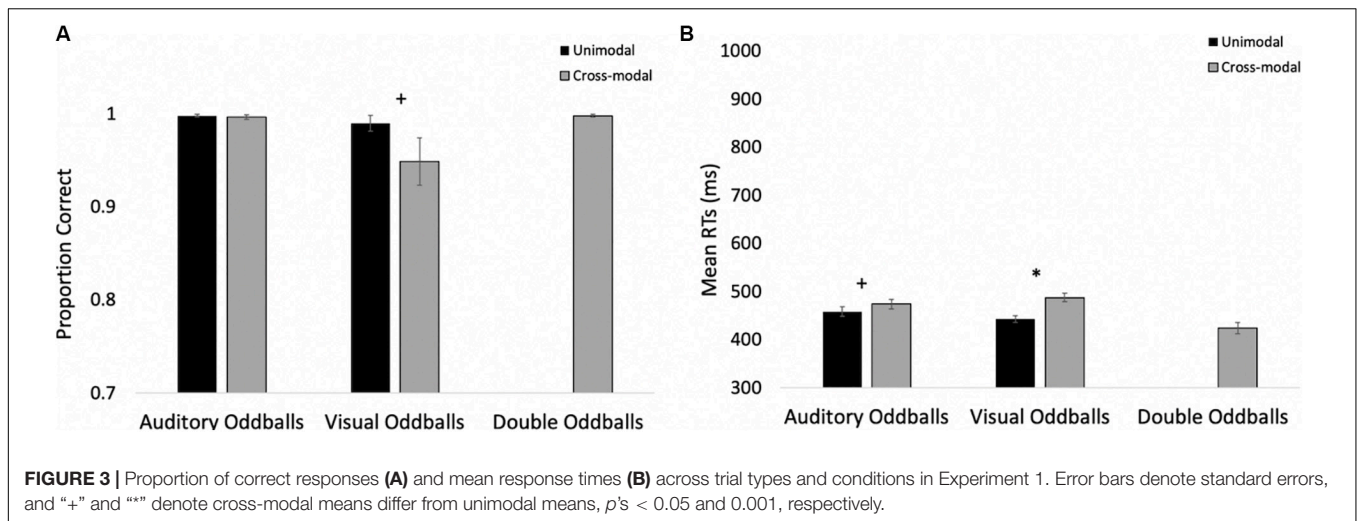 A
Unimodal
Cross-modal
Proportion Correct
1
0.9
0.8
0.7
+
Auditory Oddballs Visual Oddballs Double Oddballs
B
Unimodal
Cross-modal
Mean RTs (ms)
1000
900
800
700
600
500
400
300
+
*
Auditory Oddballs Visual Oddballs Double Oddballs
FIGURE 3 | Proportion of correct responses (A) and mean response times (B) across trial types and conditions in Experiment 1. Error bars denote standard errors,
and “+” and “*” denote cross-modal means differ from unimodal means, p's < 0.05 and 0.001, respectively.